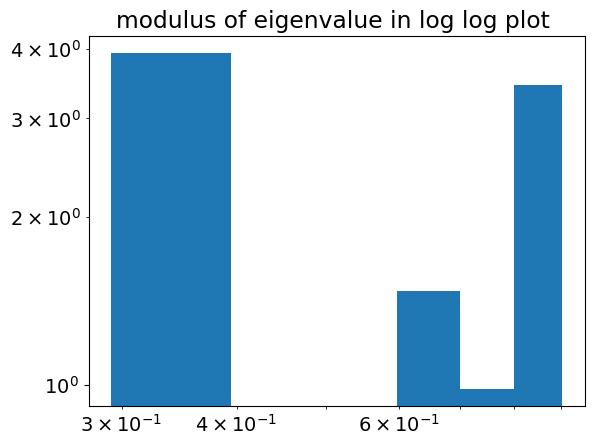 modulus of eigenvalue in log log plot
4 × 10⁰
3 × 10⁰
2 × 10⁰
10⁰
3 × 10⁻¹ 4 × 10⁻¹ 6 × 10⁻¹